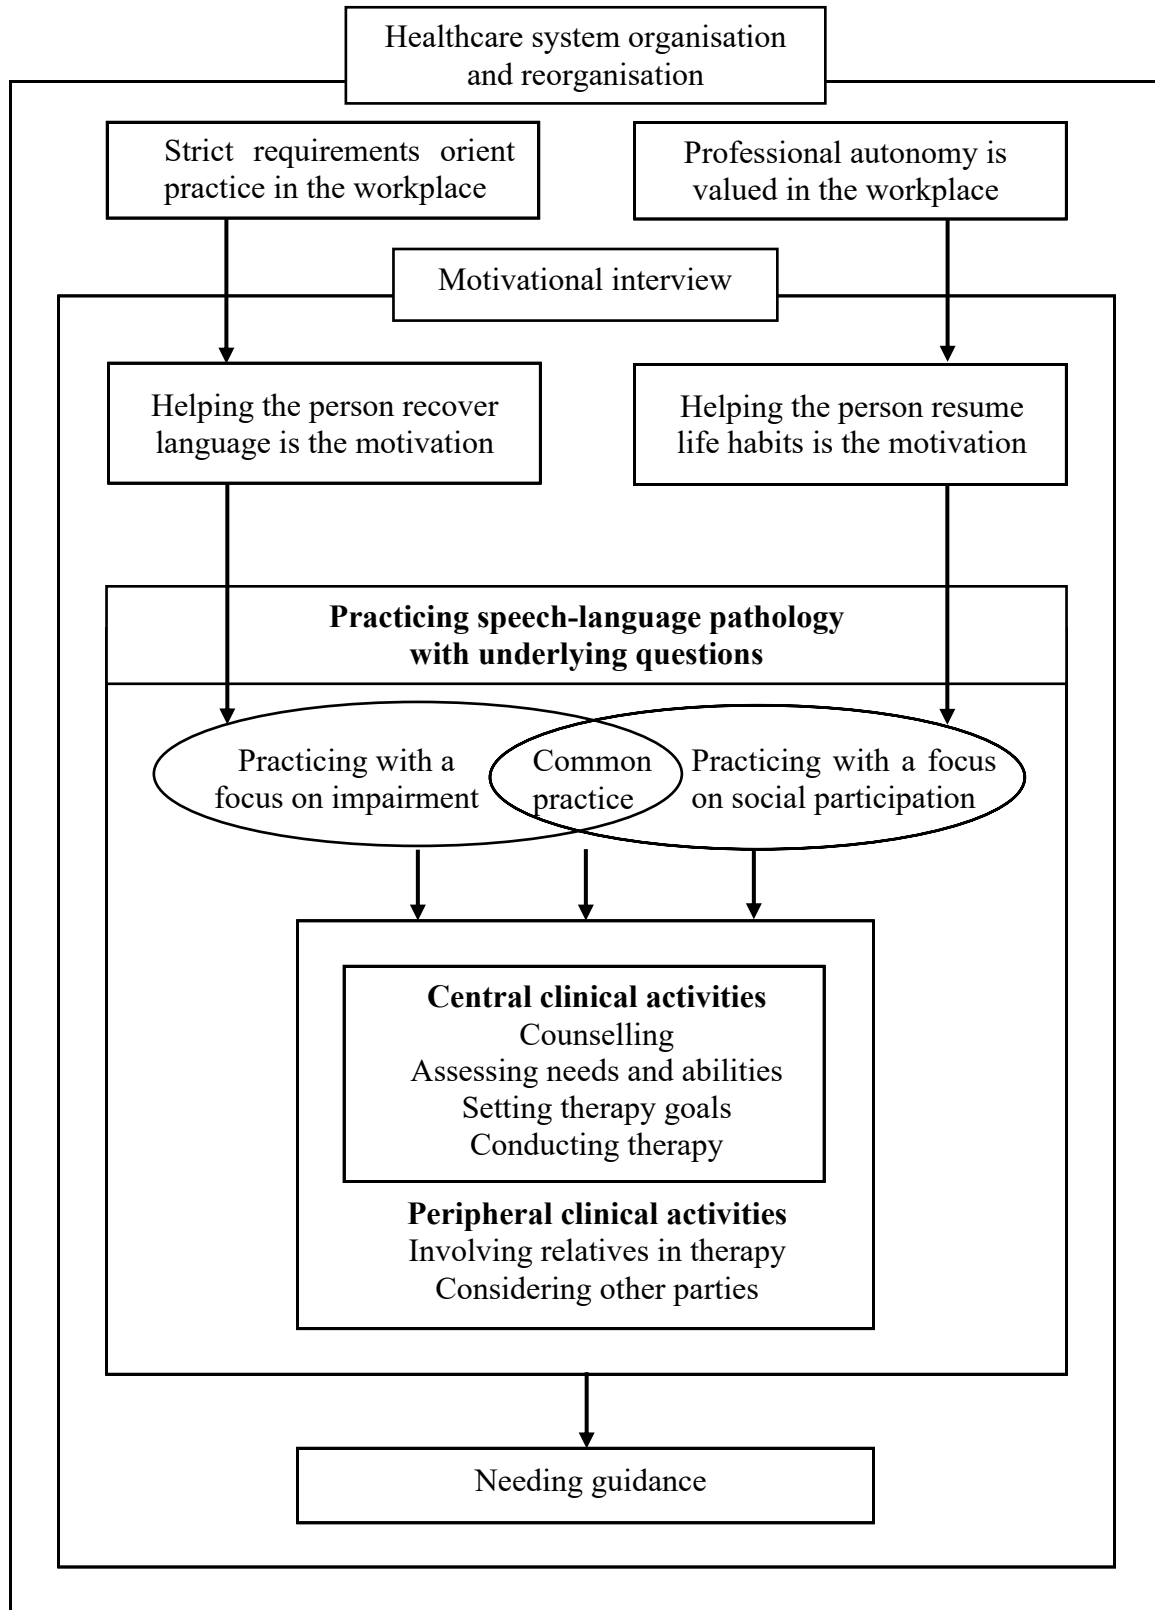 Healthcare system organisation
and reorganisation
Strict requirements orient
practice in the workplace
Professional autonomy is
valued in the workplace
Motivational interview
Helping the person recover
language is the motivation
Helping the person resume
life habits is the motivation
Practicing speech-language pathology
with underlying questions
Practicing with a
focus on impairment
Common
practice
Practicing with a focus
on social participation
Central clinical activities
Counselling
Assessing needs and abilities
Setting therapy goals
Conducting therapy
Peripheral clinical activities
Involving relatives in therapy
Considering other parties
Needing guidance